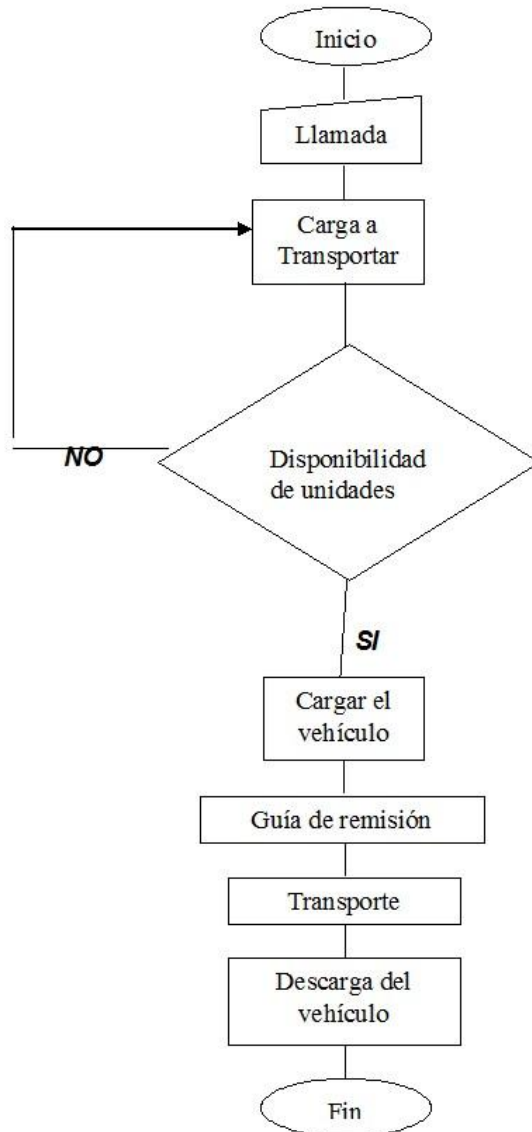 Inicio
Llamada
Carga a
Transportar
NO
Disponibilidad
de unidades
SI
Cargar el
vehículo
Guía de remisión
Transporte
Descarga del
vehículo
Fin